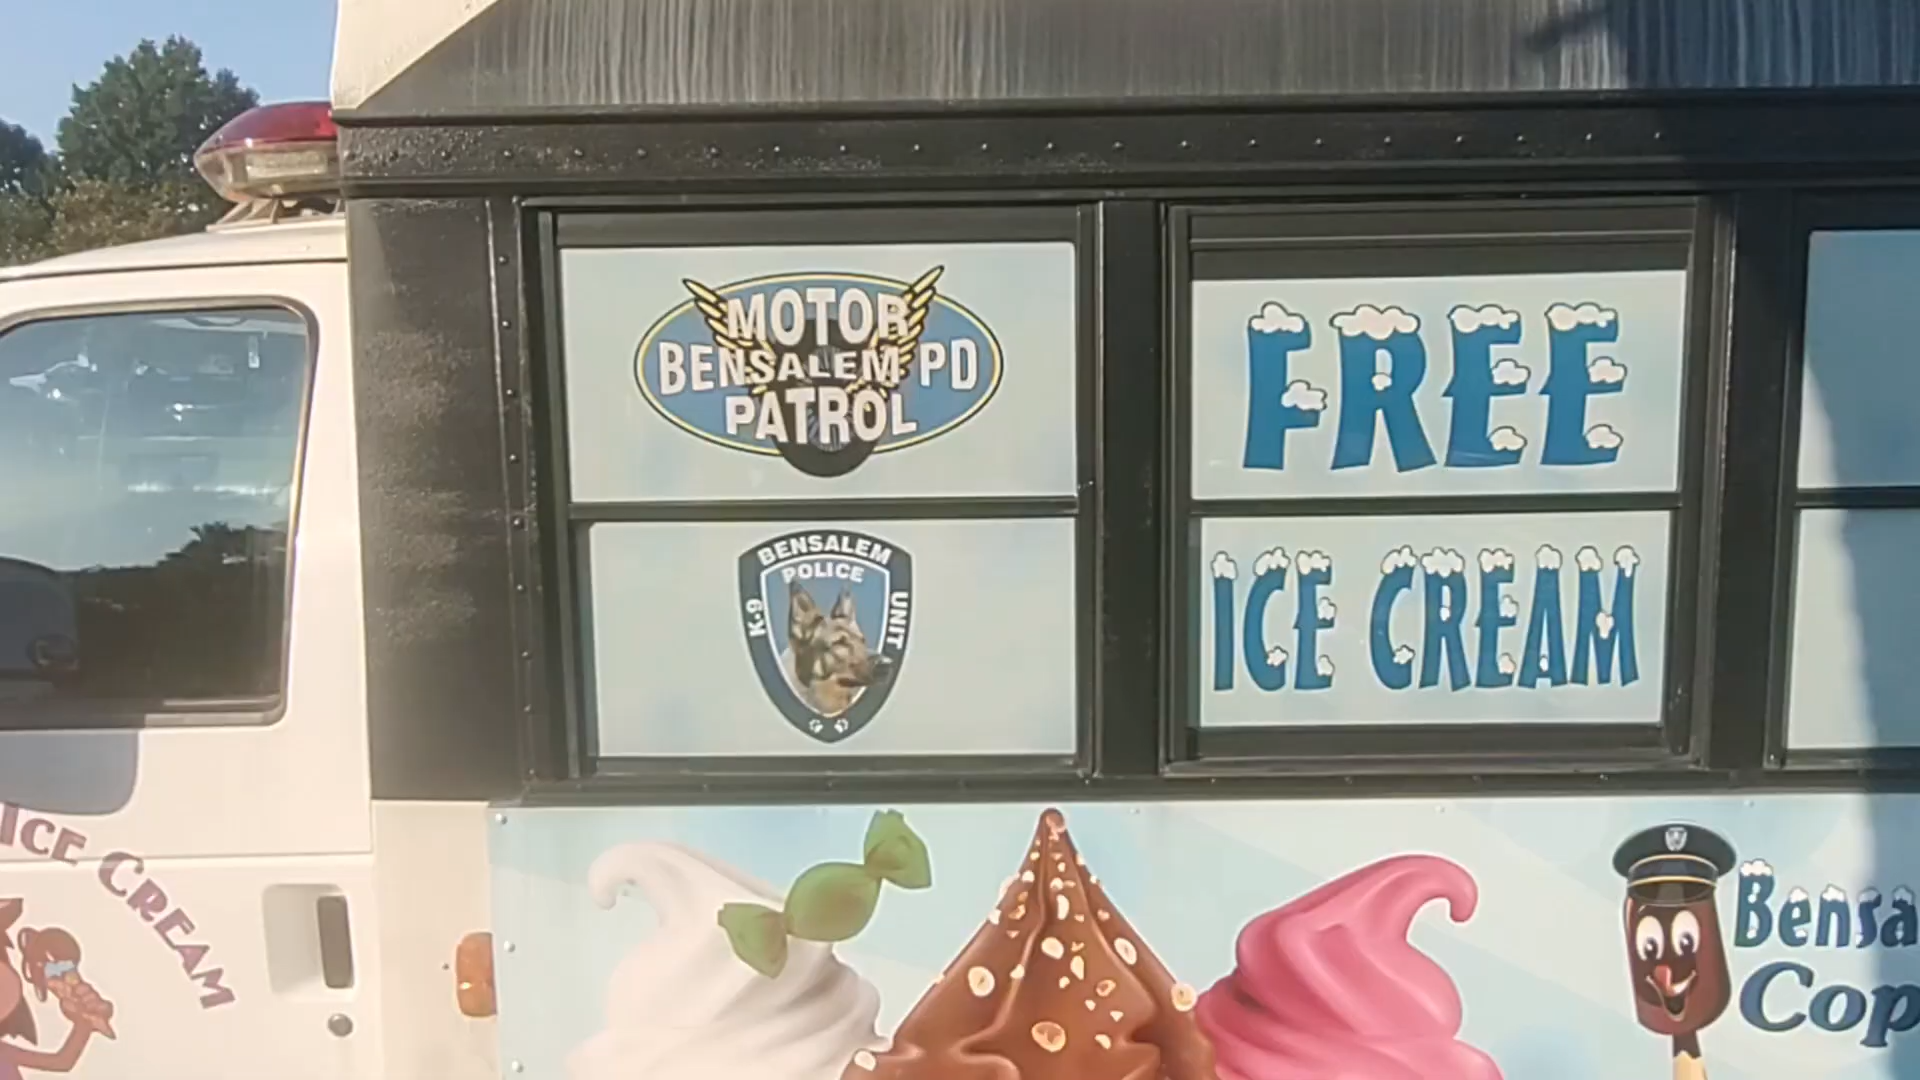 MOTOR
BENSALEM PD
PATROL
FREE
BENSALEM
POLICE
K-9
UNIT
ICE CREAM
ICE CREAM
Bensa
Cop